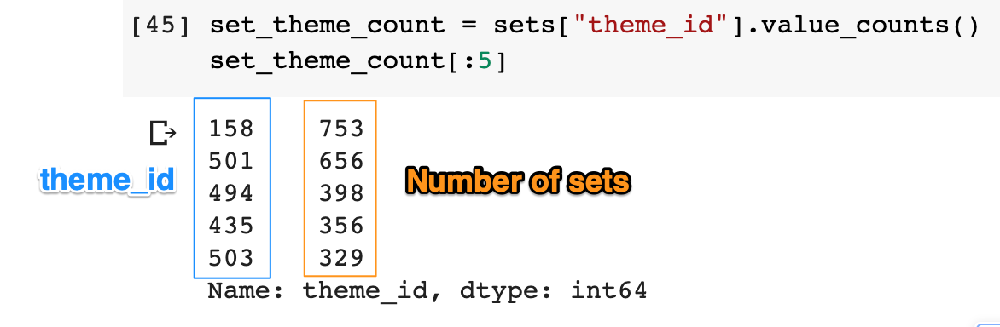 [45] set_theme_count = sets["theme_id"].value_counts()
set_theme_count[:5]
158 753
501 656
theme_id Number of sets
494 398
435 356
503 329
Name: theme_id, dtype: int64